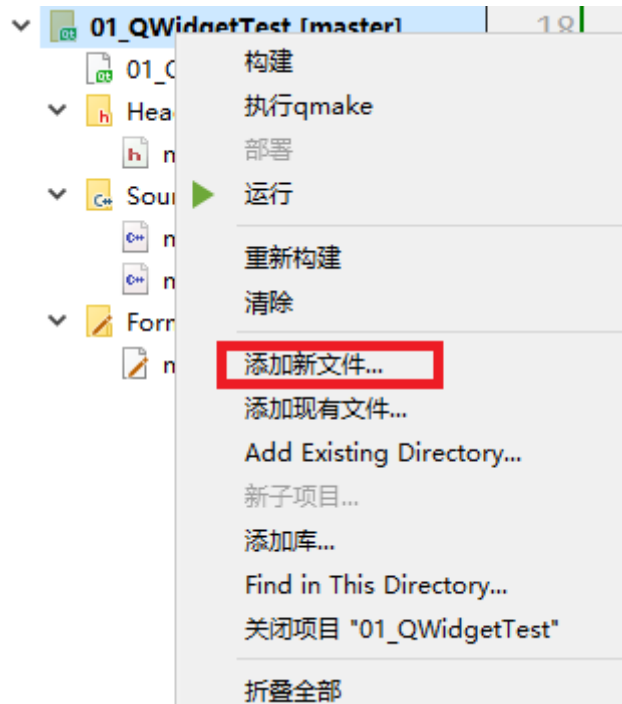 01_QWidgetTest [master]
18
构建
01_
执行qmake
Hea
部署
运行
Sour
重新构建
清除
Forr
添加新文件...
添加现有文件...
Add Existing Directory...
新子项目...
添加库...
Find in This Directory...
关闭项目 "01_QWidgetTest"
折叠全部